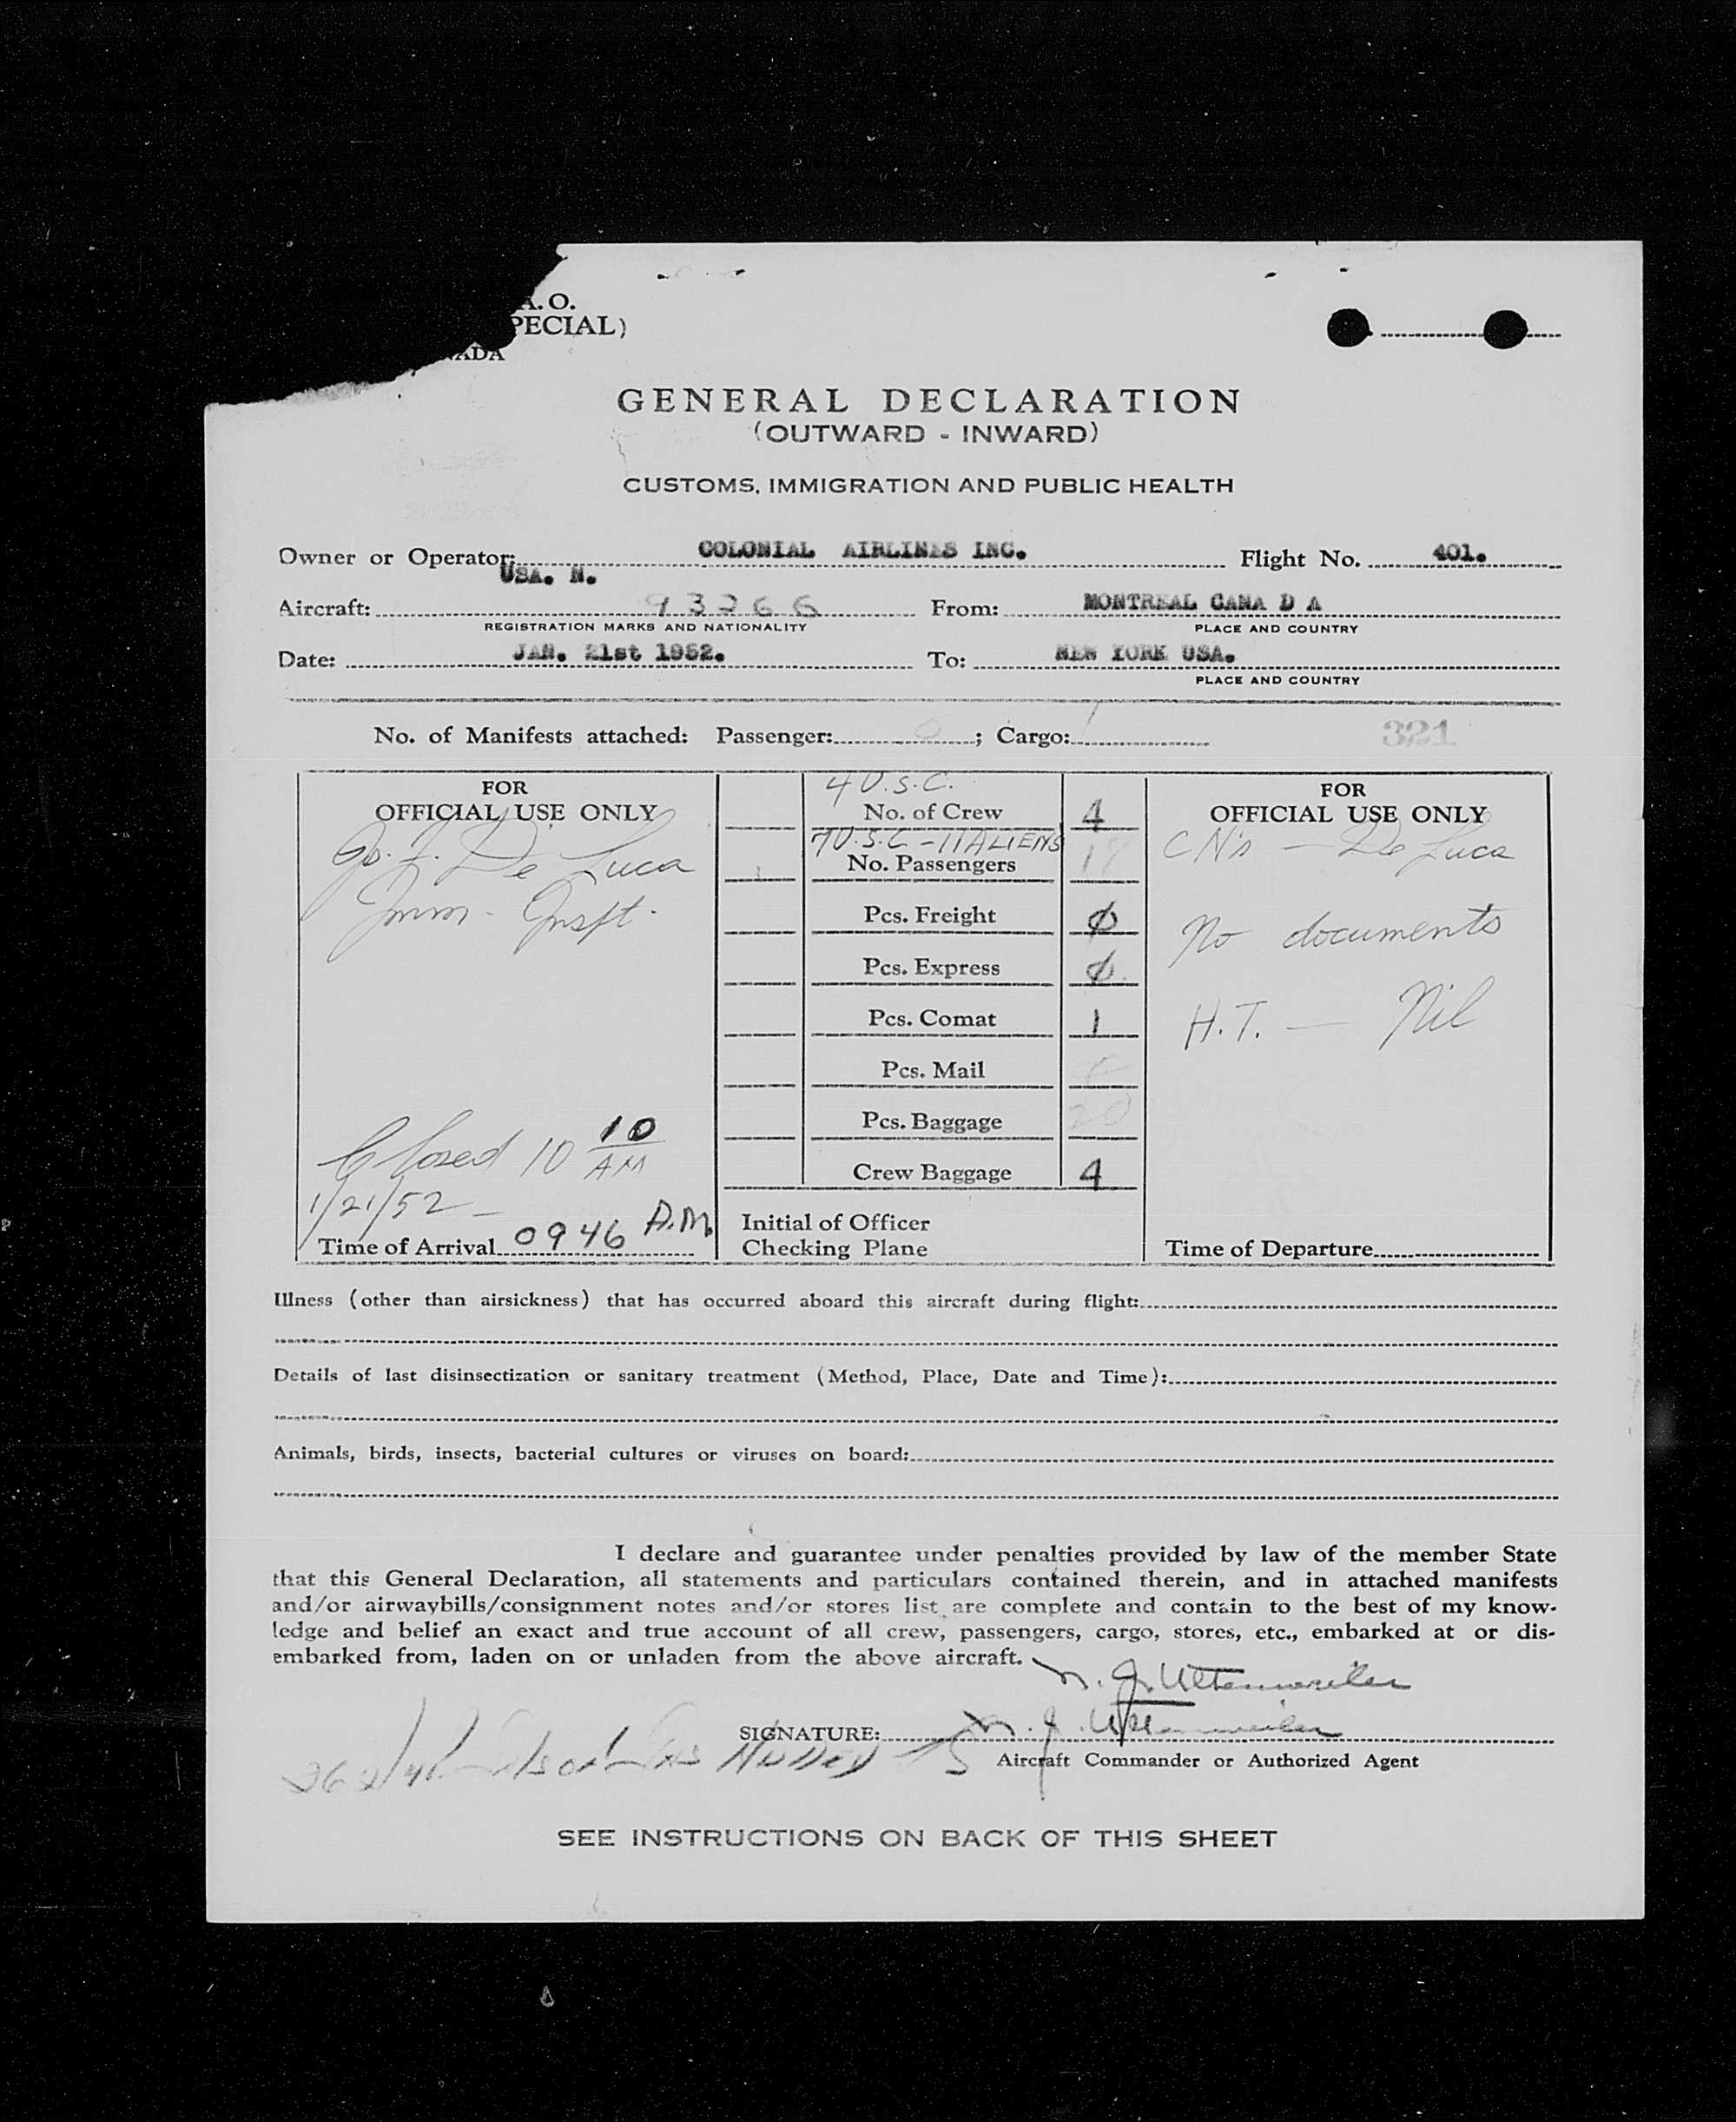 A. O.
PECIAL)
ADA
GENERAL DECLARATION
(OUTWARD - INWARD)
CUSTOMS, IMMIGRATION AND PUBLIC HEALTH
Owner or Operator: COLONIAL AIRLINES INC. Flight No. 401.
USA. N.
Aircraft: 93266 From: MONTREAL CANA D A
REGISTRATION MARKS AND NATIONALITY PLACE AND COUNTRY
Date: JAN. 21st 1952. To: NEW YORK USA.
PLACE AND COUNTRY
No. of Manifests attached: Passenger: ; Cargo: 1 321
FOR
OFFICIAL USE ONLY
De Luca
Imm. Inspt.
Closed 10 10 AM
1/21/52 -
Time of Arrival 0946 A.M.
4 U.S.C.
No. of Crew 4
7 U.S.C - 11 ALIENS
No. Passengers
Pcs. Freight 0
Pcs. Express 0
Pcs. Comat 1
Pcs. Mail
Pcs. Baggage 20
Crew Baggage 4
Initial of Officer
Checking Plane
FOR
OFFICIAL USE ONLY
CN's — De Luca
No documents
H.T. — Nil
Time of Departure
Illness (other than airsickness) that has occurred aboard this aircraft during flight:
Details of last disinsectization or sanitary treatment (Method, Place, Date and Time):
Animals, birds, insects, bacterial cultures or viruses on board:
I declare and guarantee under penalties provided by law of the member State
that this General Declaration, all statements and particulars contained therein, and in attached manifests
and/or airwaybills/consignment notes and/or stores list are complete and contain to the best of my know-
ledge and belief an exact and true account of all crew, passengers, cargo, stores, etc., embarked at or dis-
embarked from, laden on or unladen from the above aircraft.
SIGNATURE:
Aircraft Commander or Authorized Agent
SEE INSTRUCTIONS ON BACK OF THIS SHEET